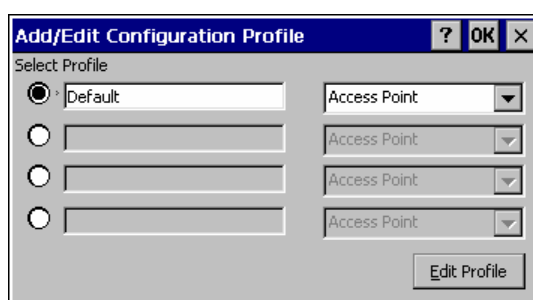 Add/Edit Configuration Profile ? OK ×
Select Profile
Default Access Point
Access Point
Access Point
Access Point
Edit Profile